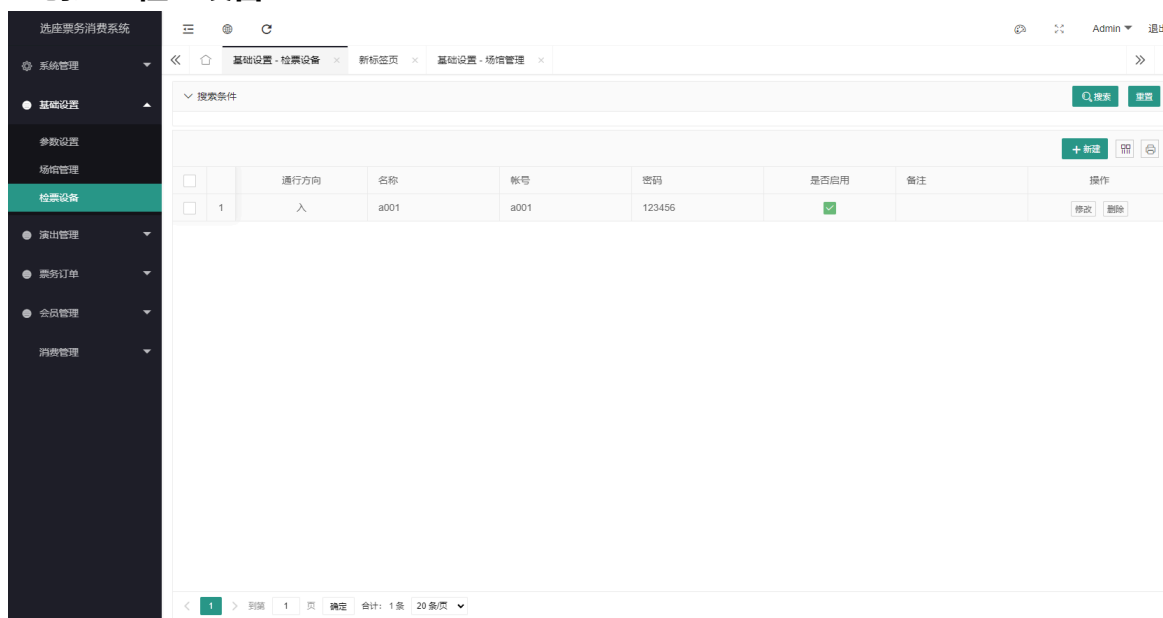 选座票务消费系统
Admin 退出
系统管理
基础设置
参数设置
场馆管理
检票设备
演出管理
票务订单
会员管理
消费管理
基础设置 - 检票设备 × 新标签页 × 基础设置 - 场馆管理 ×
搜索条件 搜索 重置
+ 新建
通行方向 名称 帐号 密码 是否启用 备注 操作
1 入 a001 a001 123456 修改 删除
1 到第 1 页 确定 合计: 1 条 20 条/页